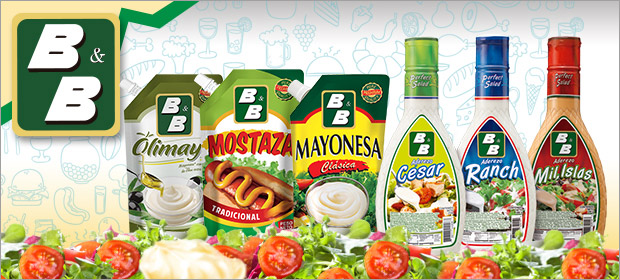 B
&
B
B & B
Olimay
B & B
MOSTAZA
TRADICIONAL
B & B
MAYONESA
Clásica
Perfect
Salad
B & B
Aderezo
Cesar
Perfect
Salad
B & B
Aderezo
Ranch
Perfect
Salad
B & B
Aderezo
Mil Islas